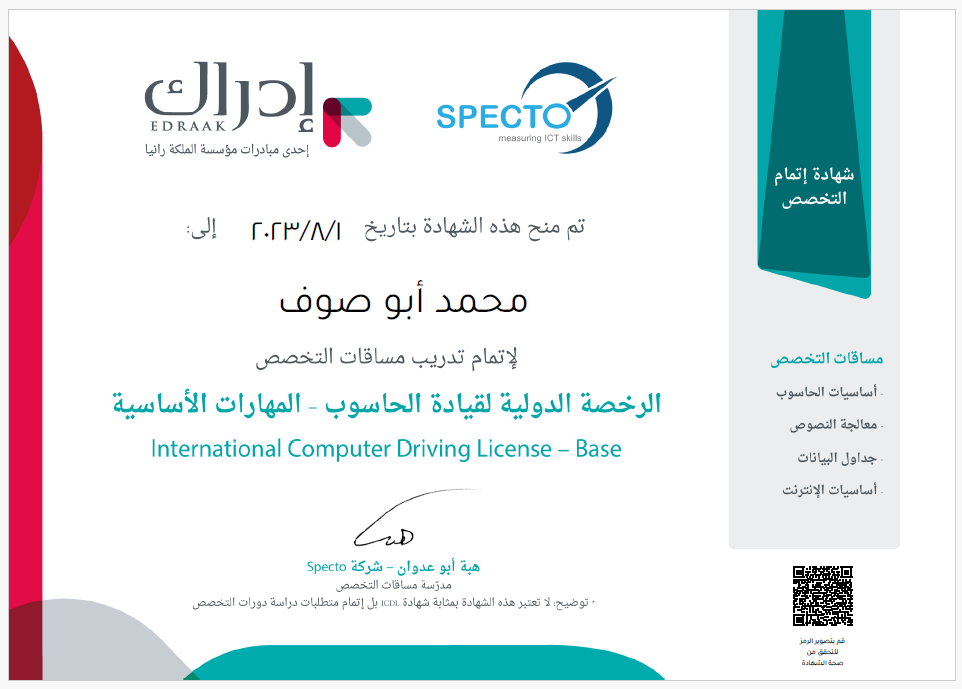 إدراك
EDRAAK
إحدى مبادرات مؤسسة الملكة رانيا
SPECTO
measuring ICT skills
شهادة إتمام
التخصص
تم منح هذه الشهادة بتاريخ ٢٠٢٣/٨/١ إلى:
محمد أبو صوف
لإتمام تدريب مساقات التخصص
الرخصة الدولية لقيادة الحاسوب - المهارات الأساسية
International Computer Driving License – Base
مساقات التخصص
- أساسيات الحاسوب
- معالجة النصوص
- جداول البيانات
- أساسيات الإنترنت
هبة
هبة أبو عدوان – شركة Specto
مدرّسة مساقات التخصص
* توضيح: لا تعتبر هذه الشهادة بمثابة شهادة ICDL بل إتمام متطلبات دراسة دورات التخصص
قم بتصوير الرمز
للتحقق من
صحة الشهادة